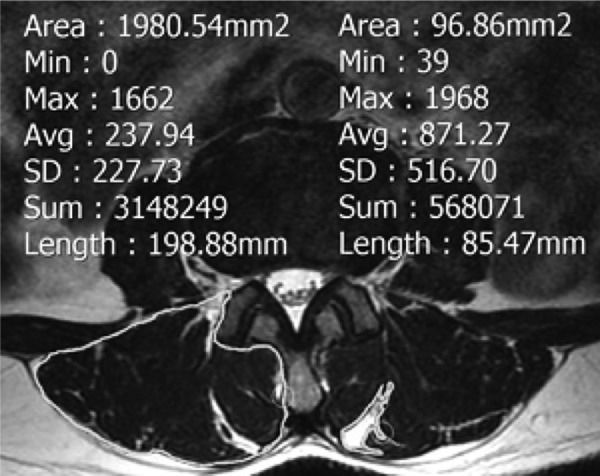 Area : 1980.54mm2
Min : 0
Max : 1662
Avg : 237.94
SD : 227.73
Sum : 3148249
Length : 198.88mm
Area : 96.86mm2
Min : 39
Max : 1968
Avg : 871.27
SD : 516.70
Sum : 568071
Length : 85.47mm